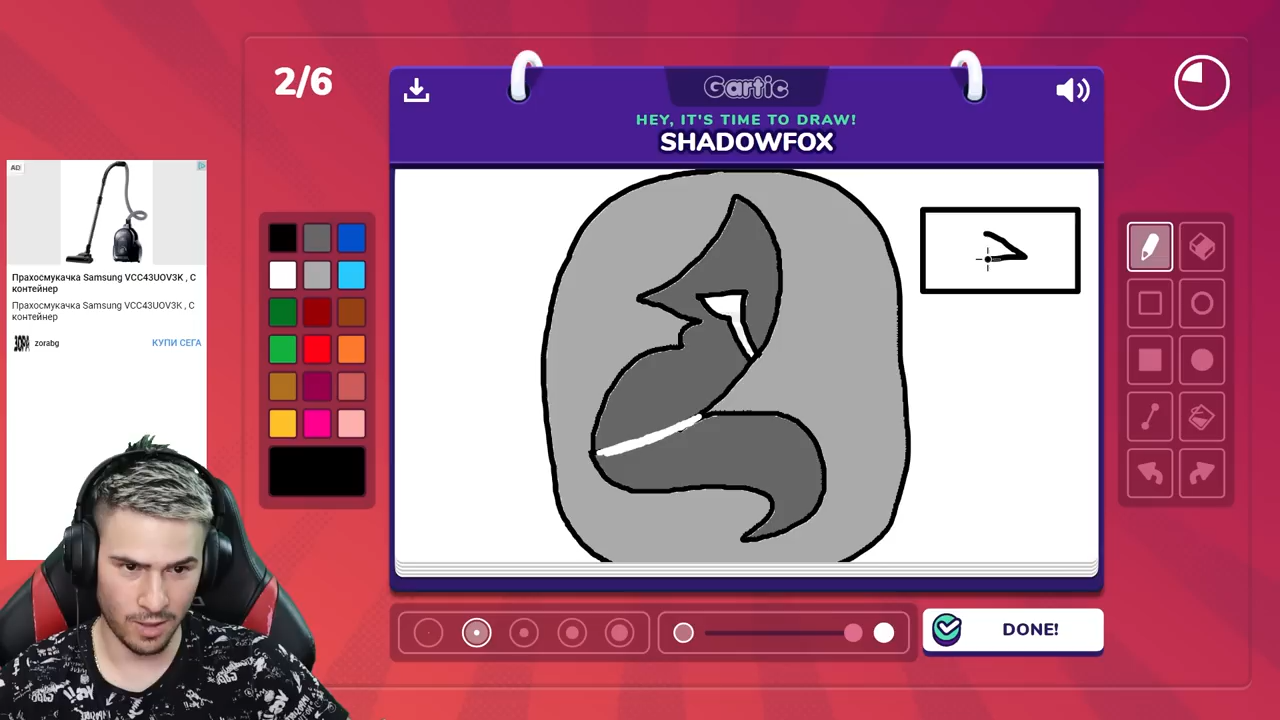 2/6
Gartic
HEY, IT'S TIME TO DRAW!
SHADOWFOX
AD
Прахосмукачка Samsung VCC43UOV3K , С
контейнер
Прахосмукачка Samsung VCC43UOV3K , С
контейнер
ЗОРА
zorabg
КУПИ СЕГА
DONE!